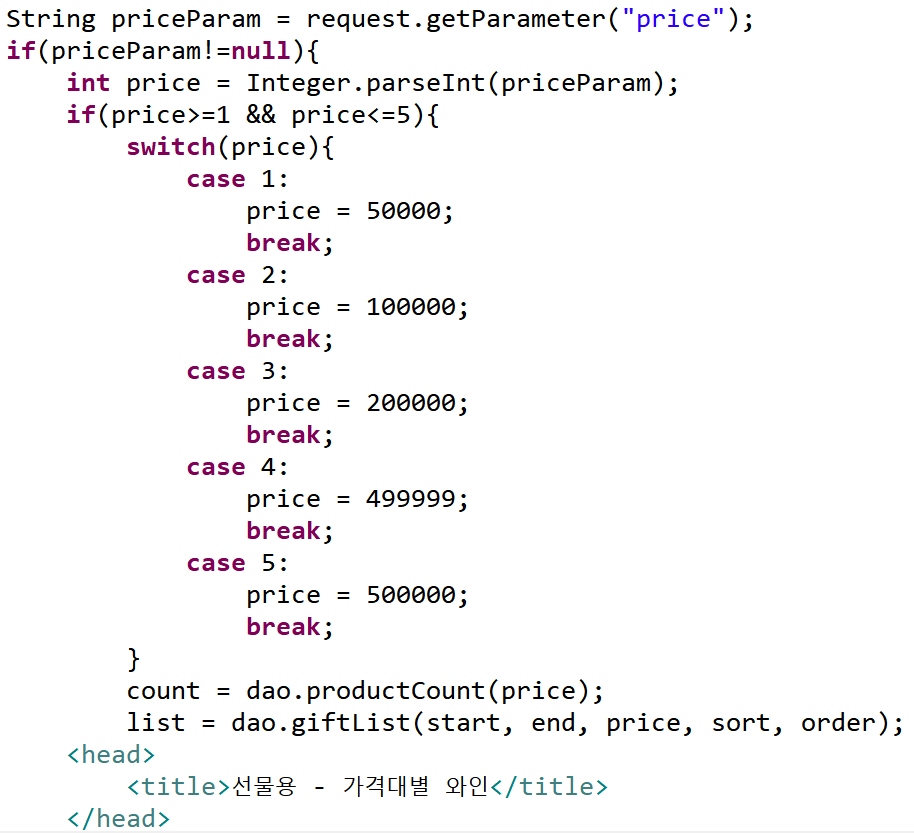 String priceParam = request.getParameter("price");
if(priceParam!=null){
    int price = Integer.parseInt(priceParam);
    if(price>=1 && price<=5){
        switch(price){
            case 1:
                price = 50000;
                break;
            case 2:
                price = 100000;
                break;
            case 3:
                price = 200000;
                break;
            case 4:
                price = 499999;
                break;
            case 5:
                price = 500000;
                break;
        }
        count = dao.productCount(price);
        list = dao.giftList(start, end, price, sort, order);
    <head>
        <title>선물용 - 가격대별 와인</title>
    </head>